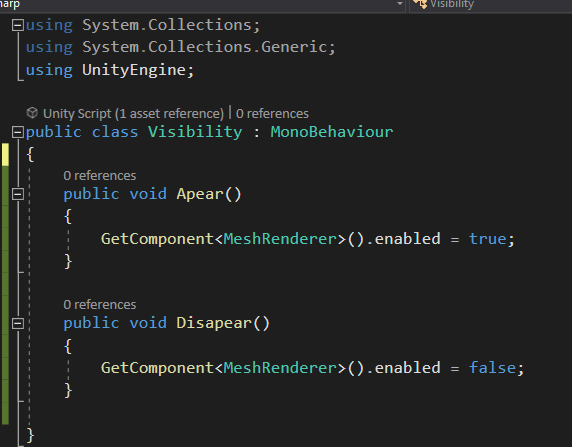 Visibility
using System.Collections;
using System.Collections.Generic;
using UnityEngine;
Unity Script (1 asset reference) | 0 references
public class Visibility : MonoBehaviour
{
0 references
public void Apear()
{
GetComponent<MeshRenderer>().enabled = true;
}
0 references
public void Disapear()
{
GetComponent<MeshRenderer>().enabled = false;
}
}